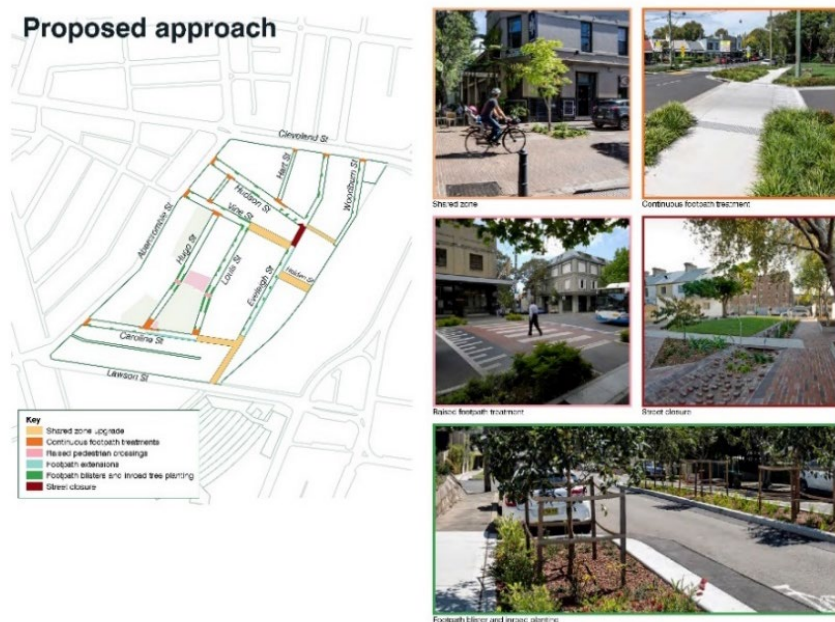 Proposed approach
Cleveland St
Hart St
Woodburn St
Hudson St
Vine St
Abercrombie St
Hugo St
Louis St
Eveleigh St
Holden St
Caroline St
Lawson St
Key
Shared zone upgrade
Continuous footpath treatments
Raised pedestrian crossings
Footpath extensions
Footpath blisters and inroad tree planting
Street closure
Shared zone
Continuous footpath treatment
Raised footpath treatment
Street closure
Footpath blister and inroad planting